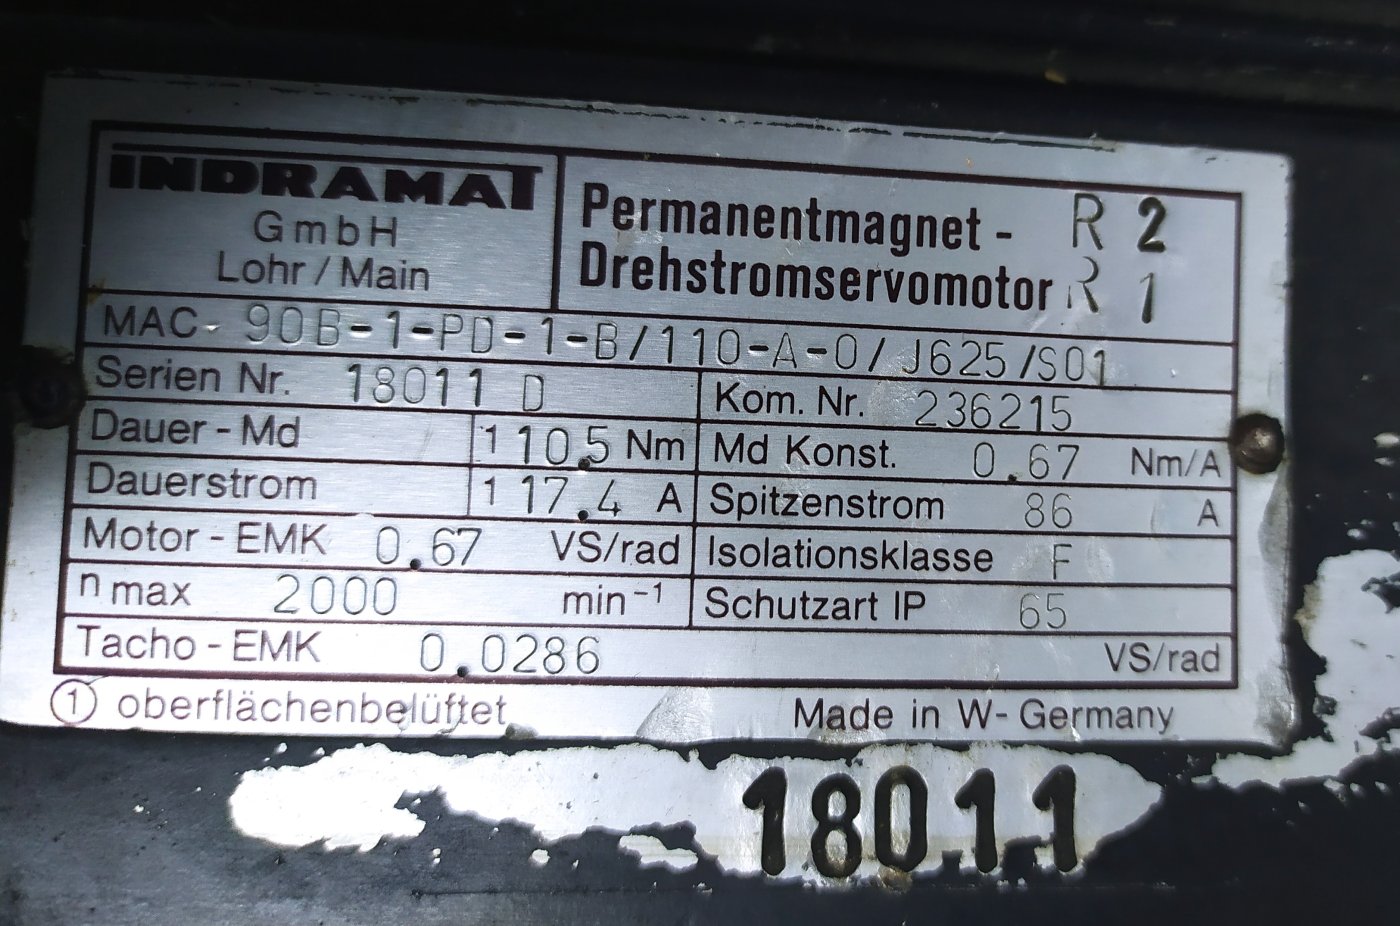 INDRAMAT
GmbH
Lohr / Main
Permanentmagnet - R 2
Drehstromservomotor R 1
MAC- 90B-1-PD-1-B/110-A-0/J625/S01
Serien Nr. 18011 D
Kom. Nr. 236215
Dauer - Md 1 10.5 Nm
Md Konst. 0.67 Nm/A
Dauerstrom 1 17.4 A
Spitzenstrom 86 A
Motor - EMK 0.67 VS/rad
Isolationsklasse F
n max 2000 min⁻¹
Schutzart IP 65
Tacho - EMK 0.0286 VS/rad
① oberflächenbelüftet
Made in W- Germany
18011